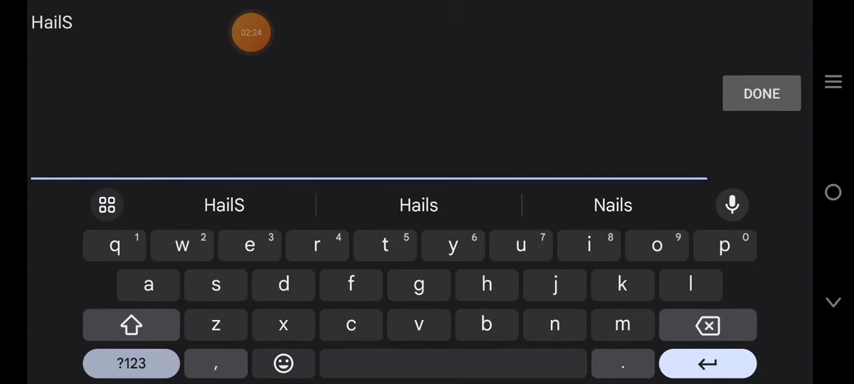 HailS
02:24
DONE
HailS Hails Nails
q 1 w 2 e 3 r 4 t 5 y 6 u 7 i 8 o 9 p 0
a s d f g h j k l
z x c v b n m
?123 , .